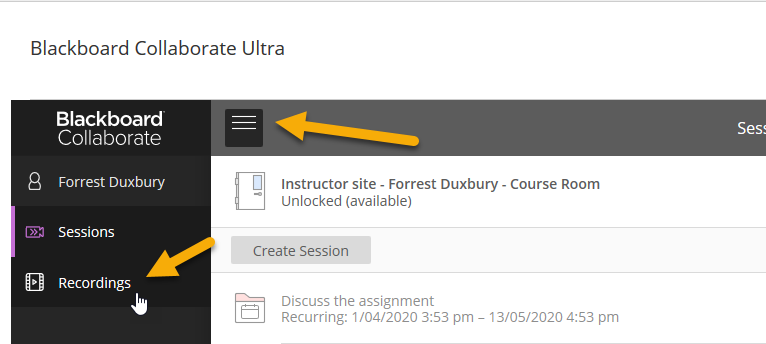 Blackboard Collaborate Ultra
Blackboard
Collaborate
Sess
Forrest Duxbury
Instructor site - Forrest Duxbury - Course Room
Unlocked (available)
Sessions
Create Session
Recordings
Discuss the assignment
Recurring: 1/04/2020 3:53 pm – 13/05/2020 4:53 pm